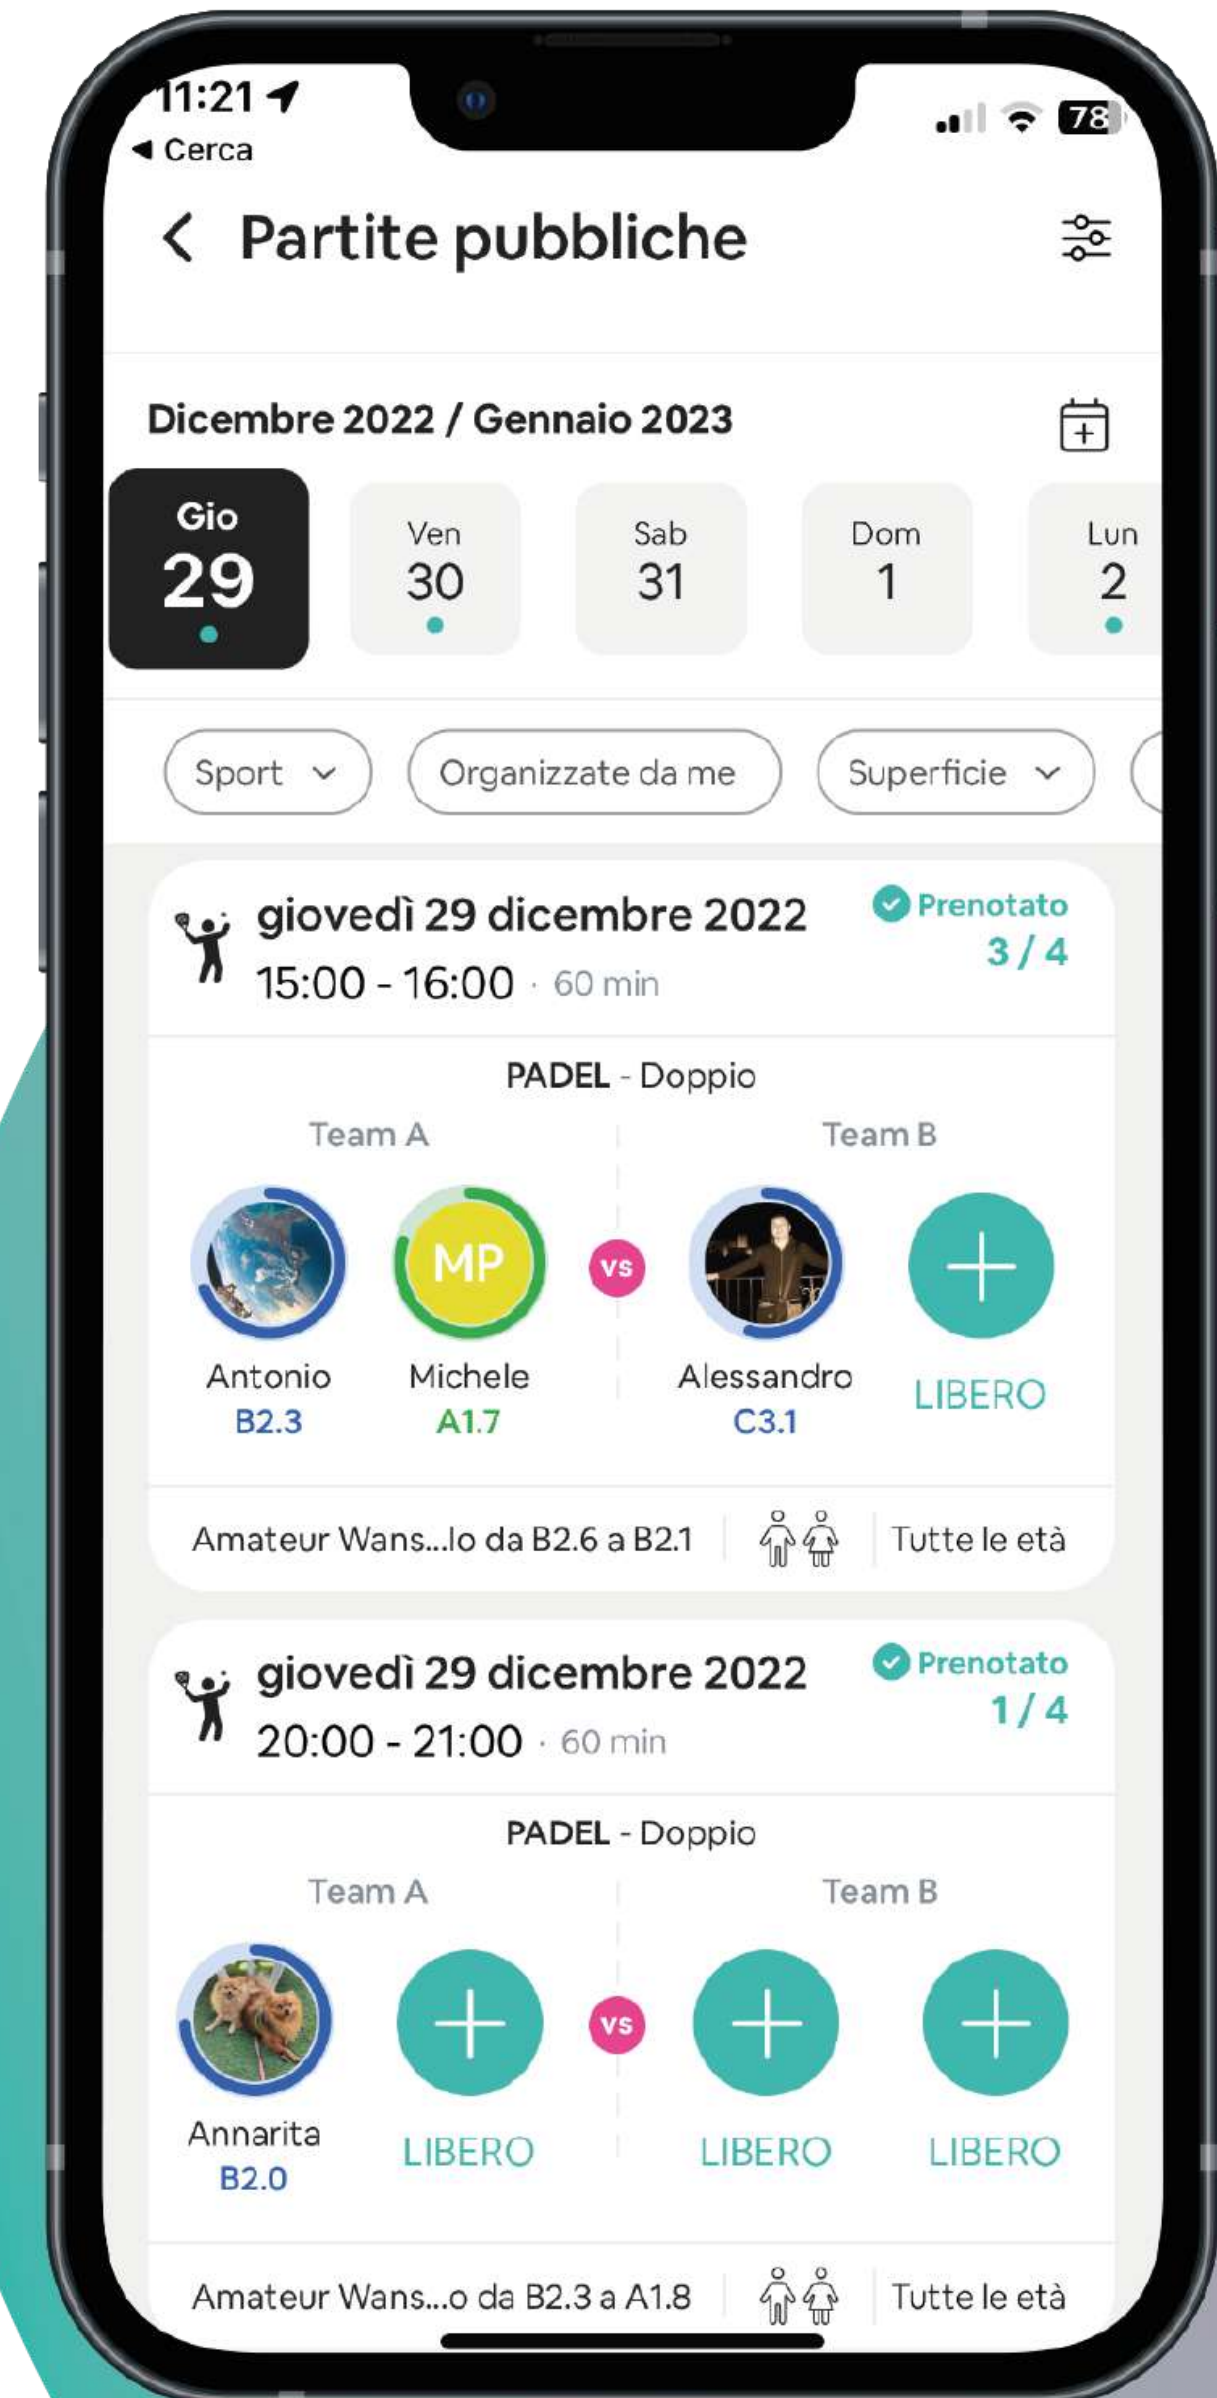 11:21
◀ Cerca
78
Partite pubbliche
Dicembre 2022 / Gennaio 2023
Gio Ven Sab Dom Lun
29 30 31 1 2
Sport Organizzate da me Superficie
giovedì 29 dicembre 2022 Prenotato
15:00 - 16:00 · 60 min 3 / 4
PADEL - Doppio
Team A Team B
MP vs
Antonio Michele Alessandro LIBERO
B2.3 A1.7 C3.1
Amateur Wans...lo da B2.6 a B2.1 Tutte le età
giovedì 29 dicembre 2022 Prenotato
20:00 - 21:00 · 60 min 1 / 4
PADEL - Doppio
Team A Team B
vs
Annarita LIBERO LIBERO LIBERO
B2.0
Amateur Wans...o da B2.3 a A1.8 Tutte le età